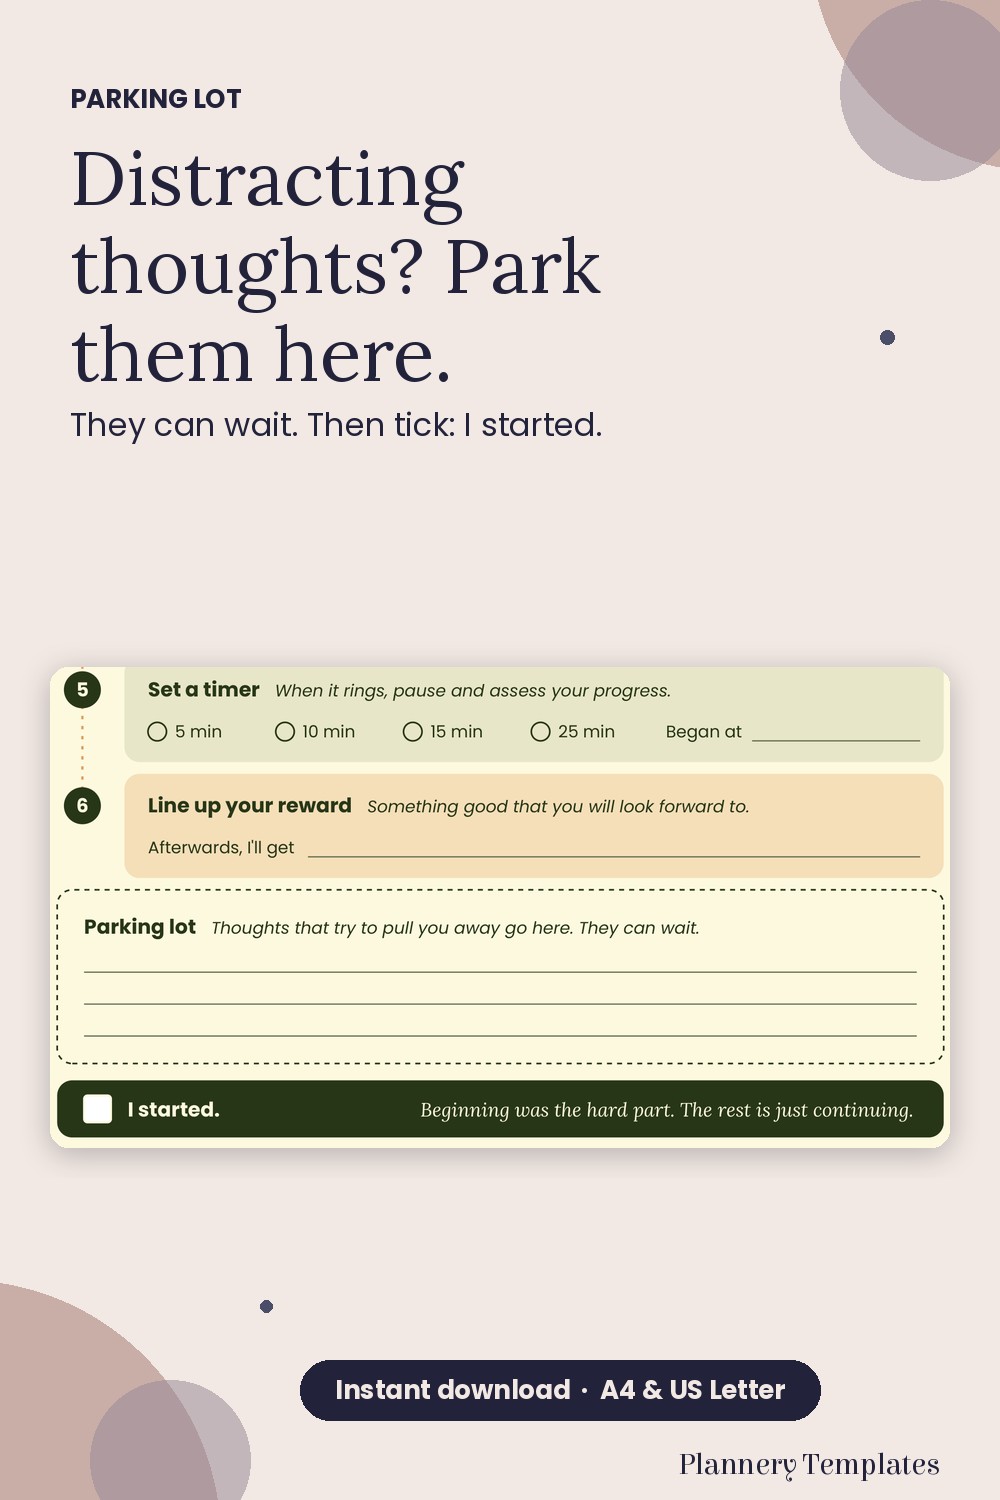 PARKING LOT
Distracting
thoughts? Park
them here.
They can wait. Then tick: I started.
5
Set a timer When it rings, pause and assess your progress.
5 min 10 min 15 min 25 min Began at
6
Line up your reward Something good that you will look forward to.
Afterwards, I'll get
Parking lot Thoughts that try to pull you away go here. They can wait.
I started. Beginning was the hard part. The rest is just continuing.
Instant download · A4 & US Letter
Plannery Templates